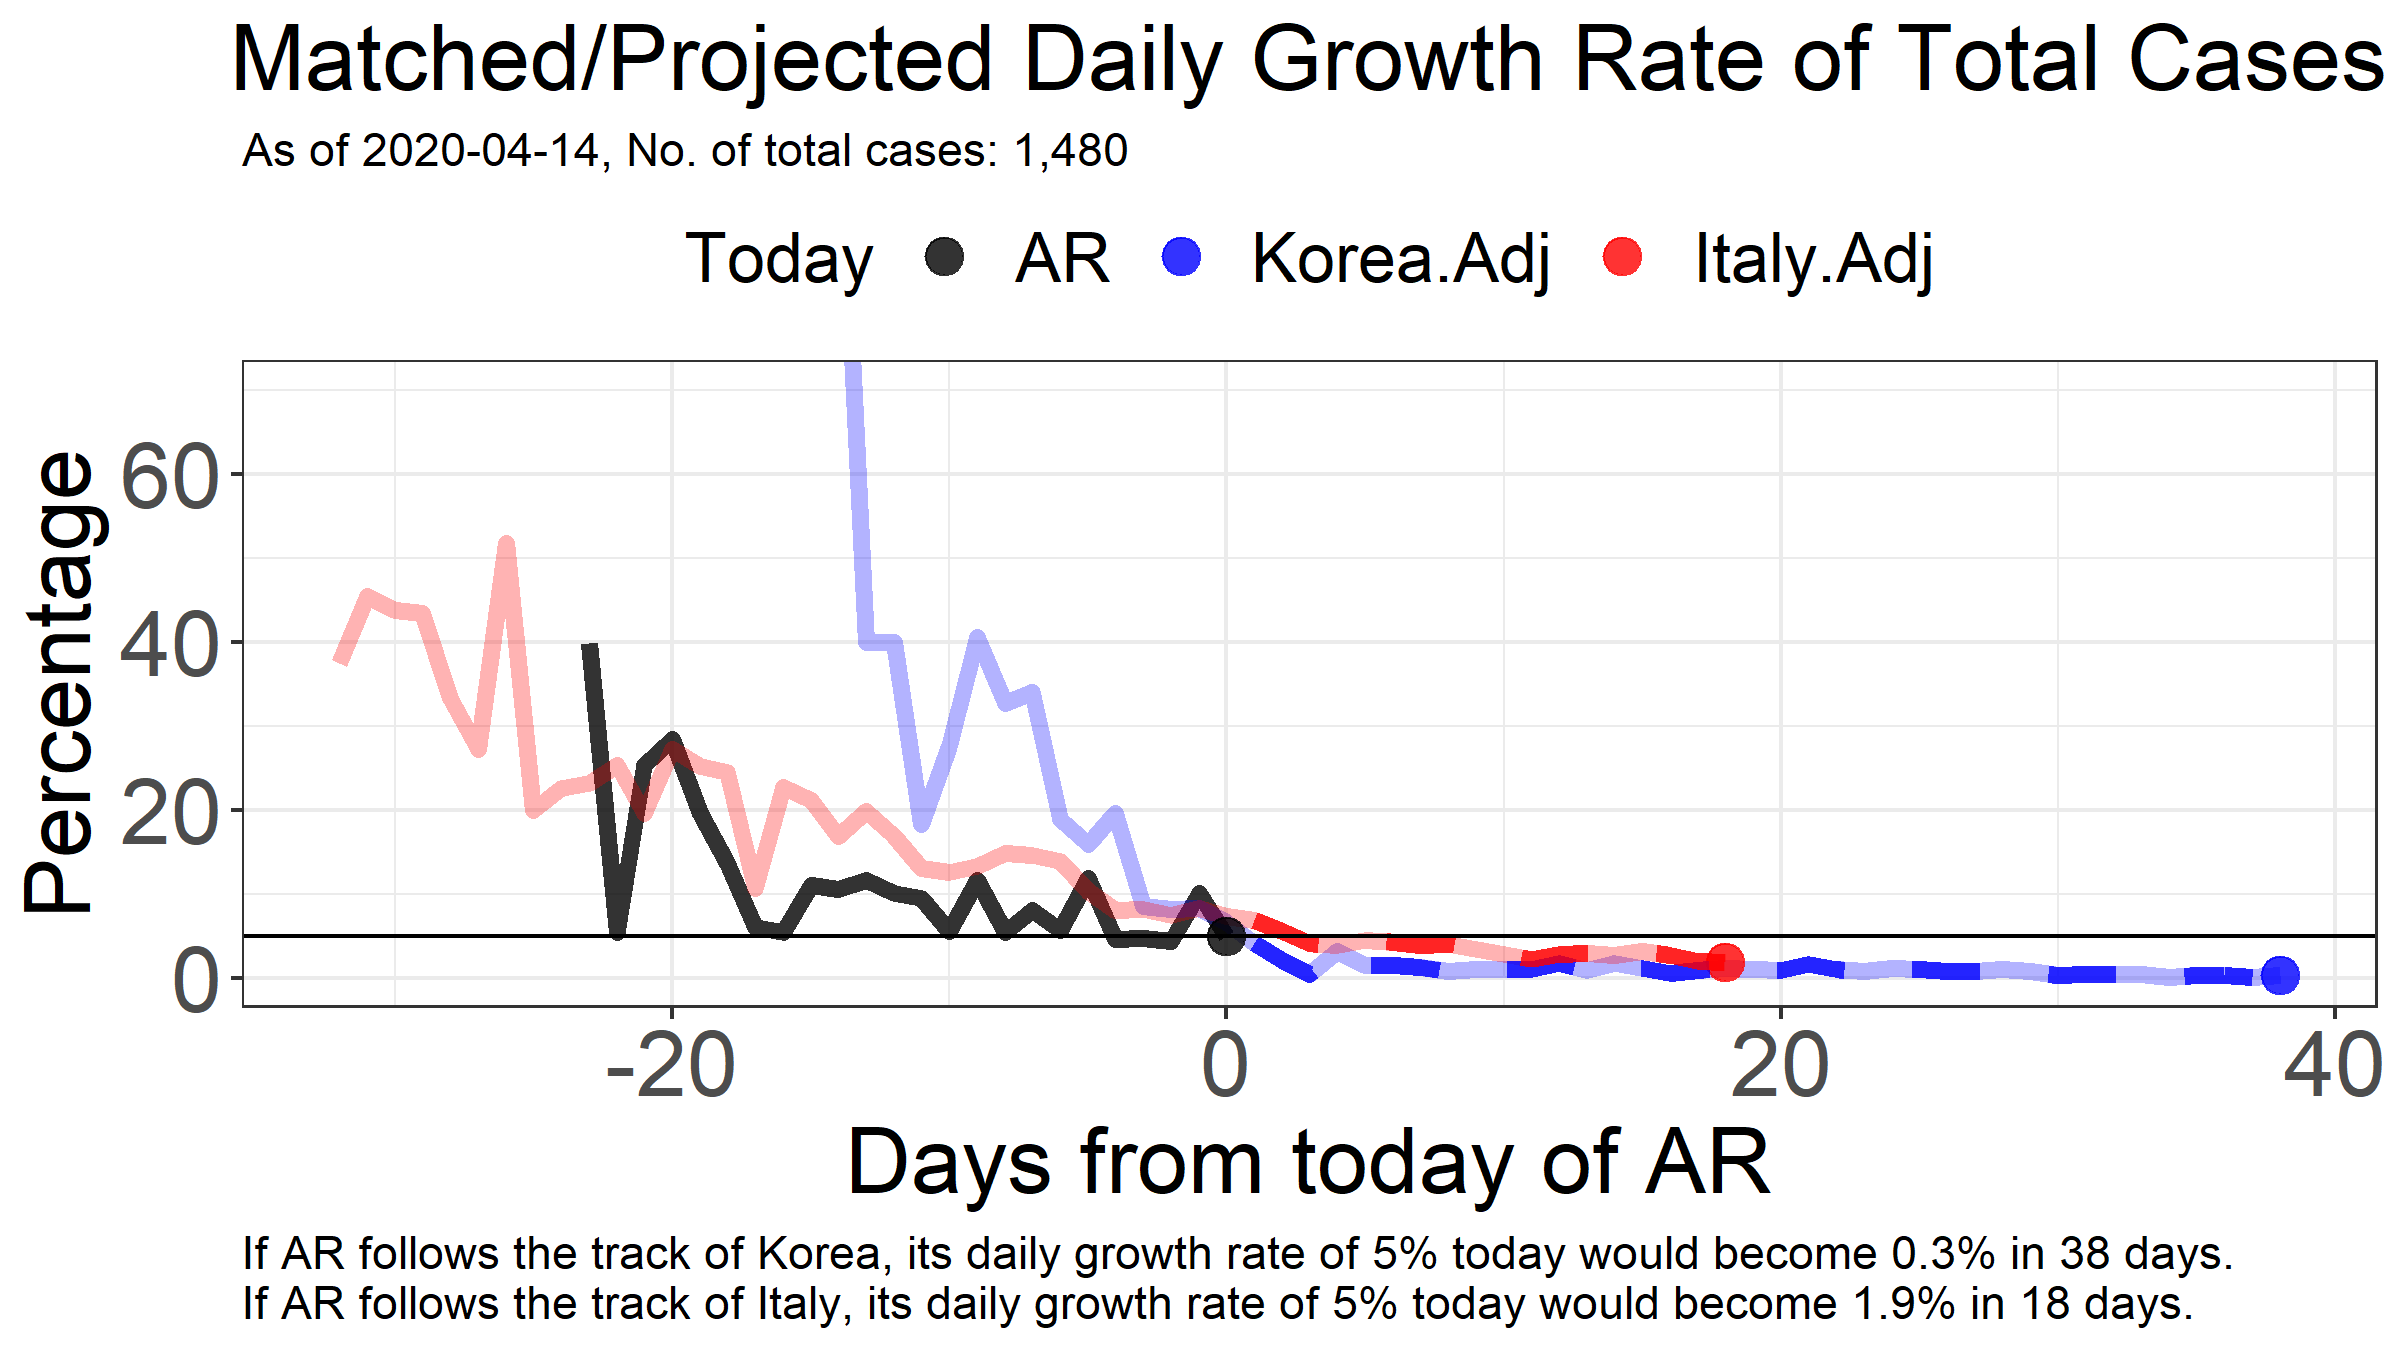 Matched/Projected Daily Growth Rate of Total Cases
As of 2020-04-14, No. of total cases: 1,480
Today AR Korea.Adj Italy.Adj
Percentage
60
40
20
0
-20 0 20 40
Days from today of AR
If AR follows the track of Korea, its daily growth rate of 5% today would become 0.3% in 38 days.
If AR follows the track of Italy, its daily growth rate of 5% today would become 1.9% in 18 days.